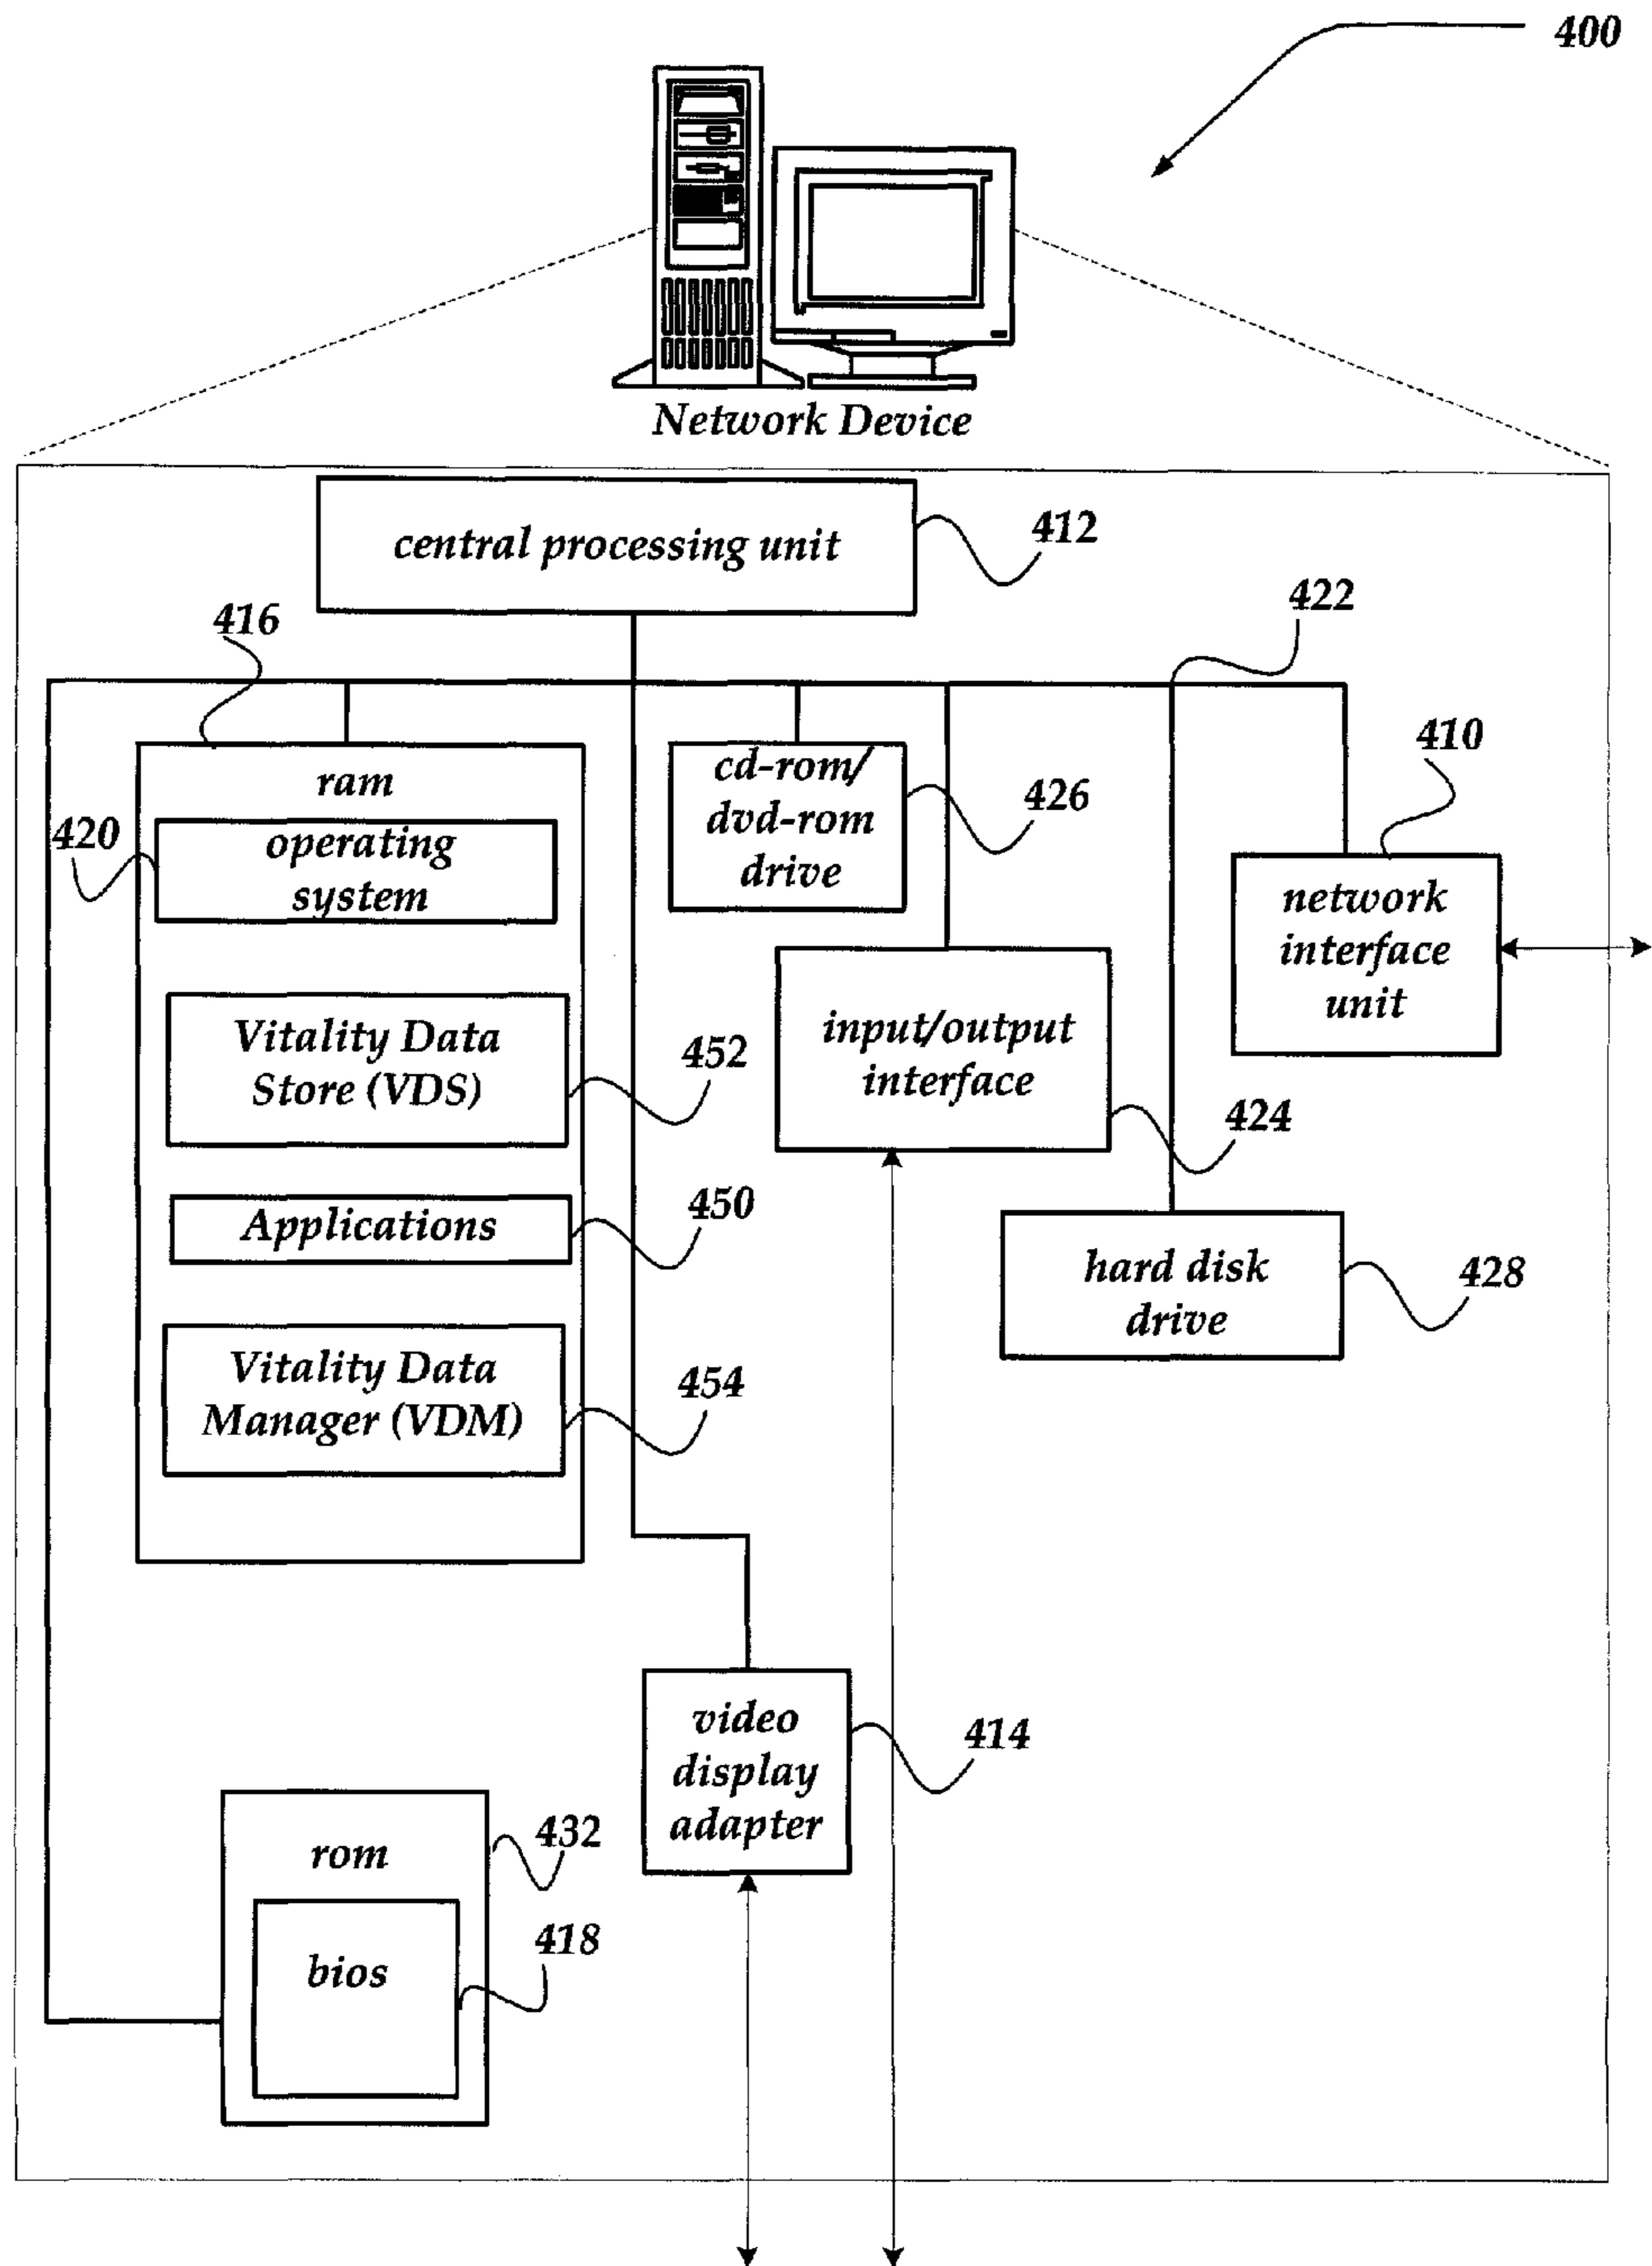 400
Network Device
central processing unit
412
422
416
ram
420
operating
system
cd-rom/
dvd-rom
drive
426
410
network
interface
unit
Vitality Data
Store (VDS)
452
input/output
interface
424
Applications
450
hard disk
drive
428
Vitality Data
Manager (VDM)
454
video
display
adapter
414
rom
432
bios
418